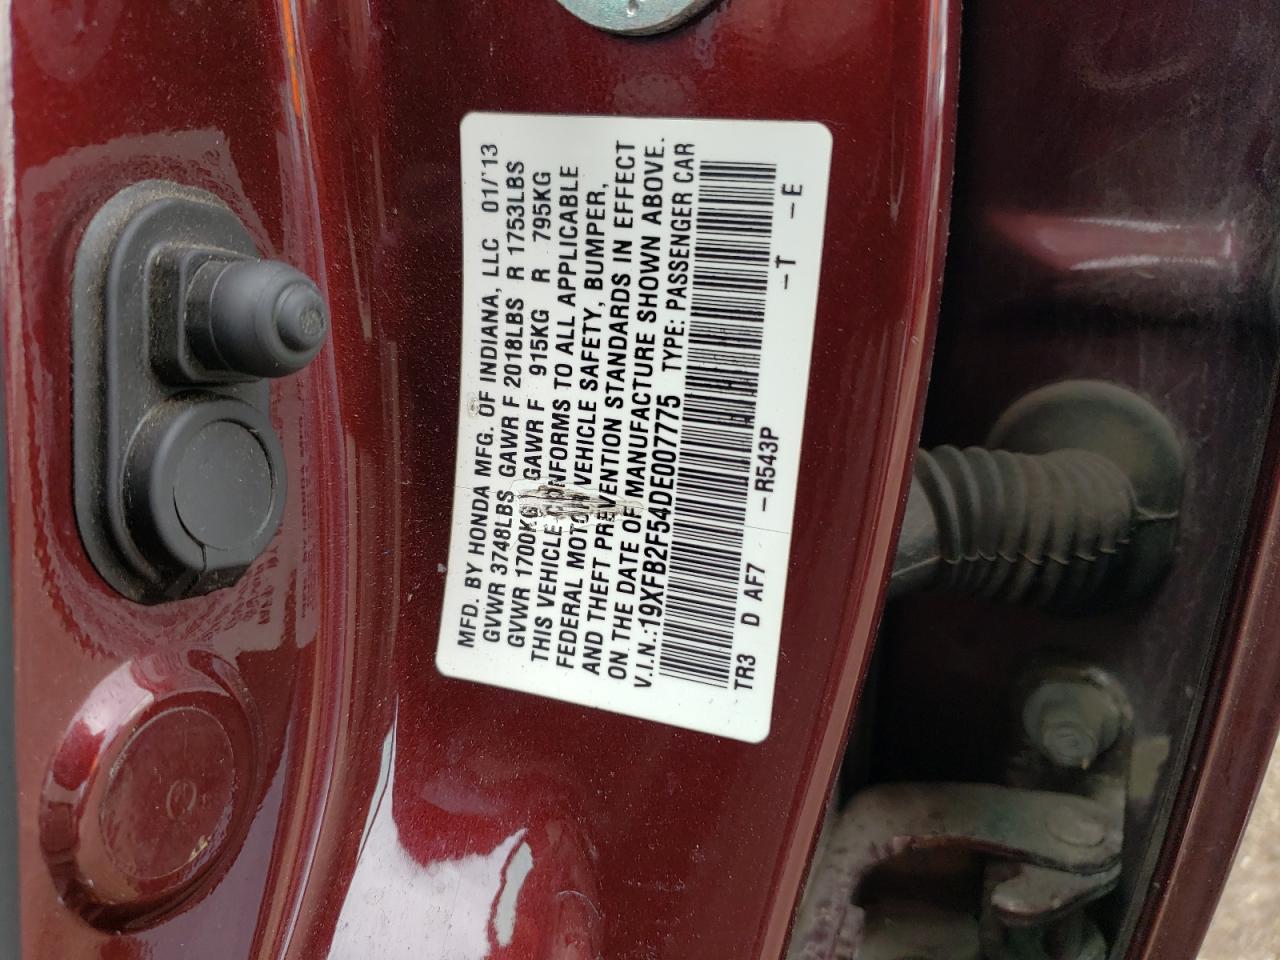 MFD. BY HONDA MFG. OF INDIANA, LLC 01/13
GVWR 3748LBS GAWR F 2018LBS R 1753LBS
GVWR 1700KG GAWR F 915KG R 795KG
THIS VEHICLE CONFORMS TO ALL APPLICABLE
FEDERAL MOTOR VEHICLE SAFETY, BUMPER,
AND THEFT PREVENTION STANDARDS IN EFFECT
ON THE DATE OF MANUFACTURE SHOWN ABOVE.
V.I.N.:19XFB2F54DE007775 TYPE: PASSENGER CAR
TR3 D AF7 –R543P –T –E